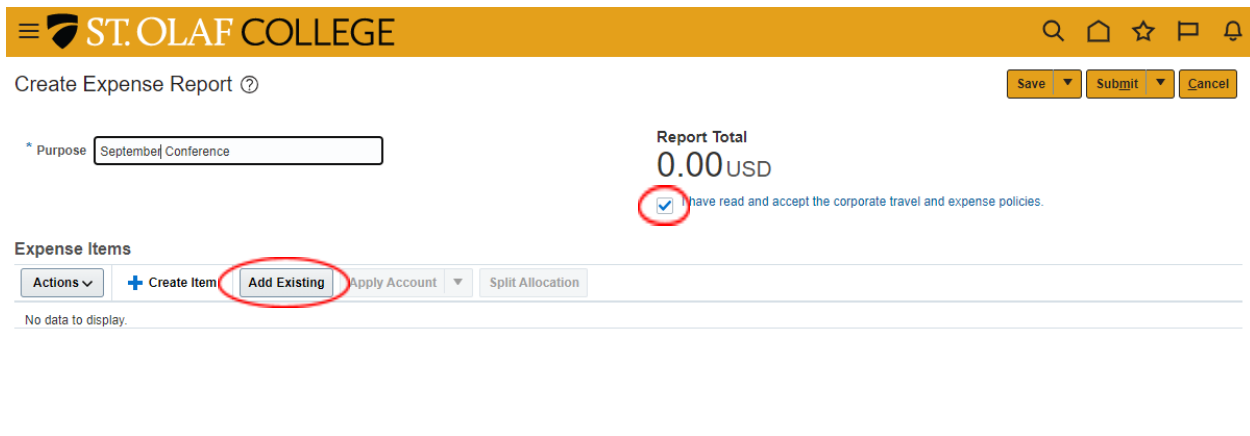 ST. OLAF COLLEGE
Create Expense Report ?
Save Submit Cancel
* Purpose September Conference
Report Total
0.00 USD
I have read and accept the corporate travel and expense policies.
Expense Items
Actions Create Item Add Existing Apply Account Split Allocation
No data to display.